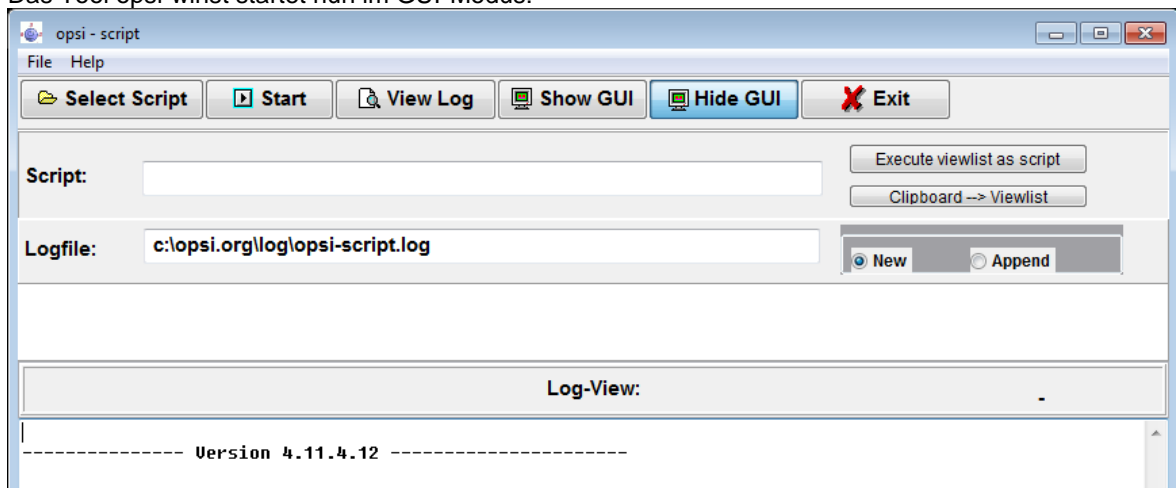 Das Tool opsi-winst startet nun im GUI-Modus:
opsi - script
File Help
Select Script Start View Log Show GUI Hide GUI Exit
Script:
Execute viewlist as script
Clipboard --> Viewlist
Logfile: c:\opsi.org\log\opsi-script.log
New Append
Log-View:
-
--------------- Version 4.11.4.12 ----------------------